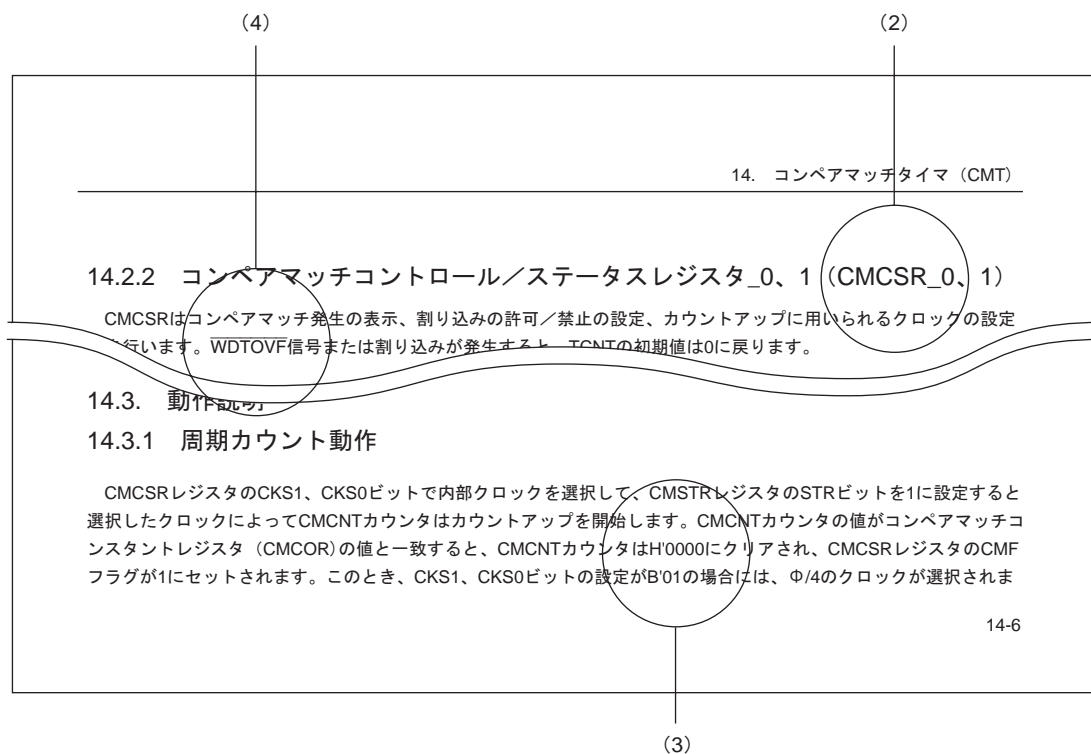 (4)
(2)
14. コンペアマッチタイマ（CMT）
14.2.2 コンペアマッチコントロール／ステータスレジスタ_0、1（CMCSR_0、1）
CMCSRはコンペアマッチ発生の表示、割り込みの許可／禁止の設定、カウントアップに用いられるクロックの設定
行います。WDTOVF信号または割り込みが発生すると、TCNTの初期値は0に戻ります。
14.3. 動作説明
14.3.1 周期カウント動作
CMCSRレジスタのCKS1、CKS0ビットで内部クロックを選択して、CMSTRレジスタのSTRビットを1に設定すると
選択したクロックによってCMCNTカウンタはカウントアップを開始します。CMCNTカウンタの値がコンペアマッチコ
ンスタントレジスタ（CMCOR)の値と一致すると、CMCNTカウンタはH'0000にクリアされ、CMCSRレジスタのCMF
フラグが1にセットされます。このとき、CKS1、CKS0ビットの設定がB'01の場合には、Φ/4のクロックが選択されま
14-6
(3)